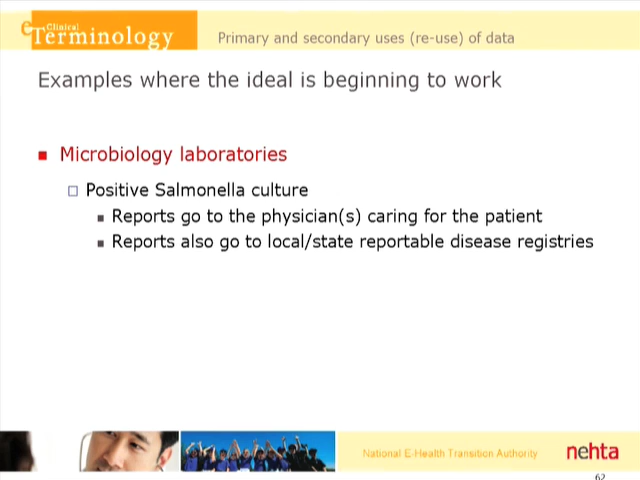 eClinical Terminology
Primary and secondary uses (re-use) of data
Examples where the ideal is beginning to work
Microbiology laboratories
Positive Salmonella culture
Reports go to the physician(s) caring for the patient
Reports also go to local/state reportable disease registries
National E-Health Transition Authority
nehta
62